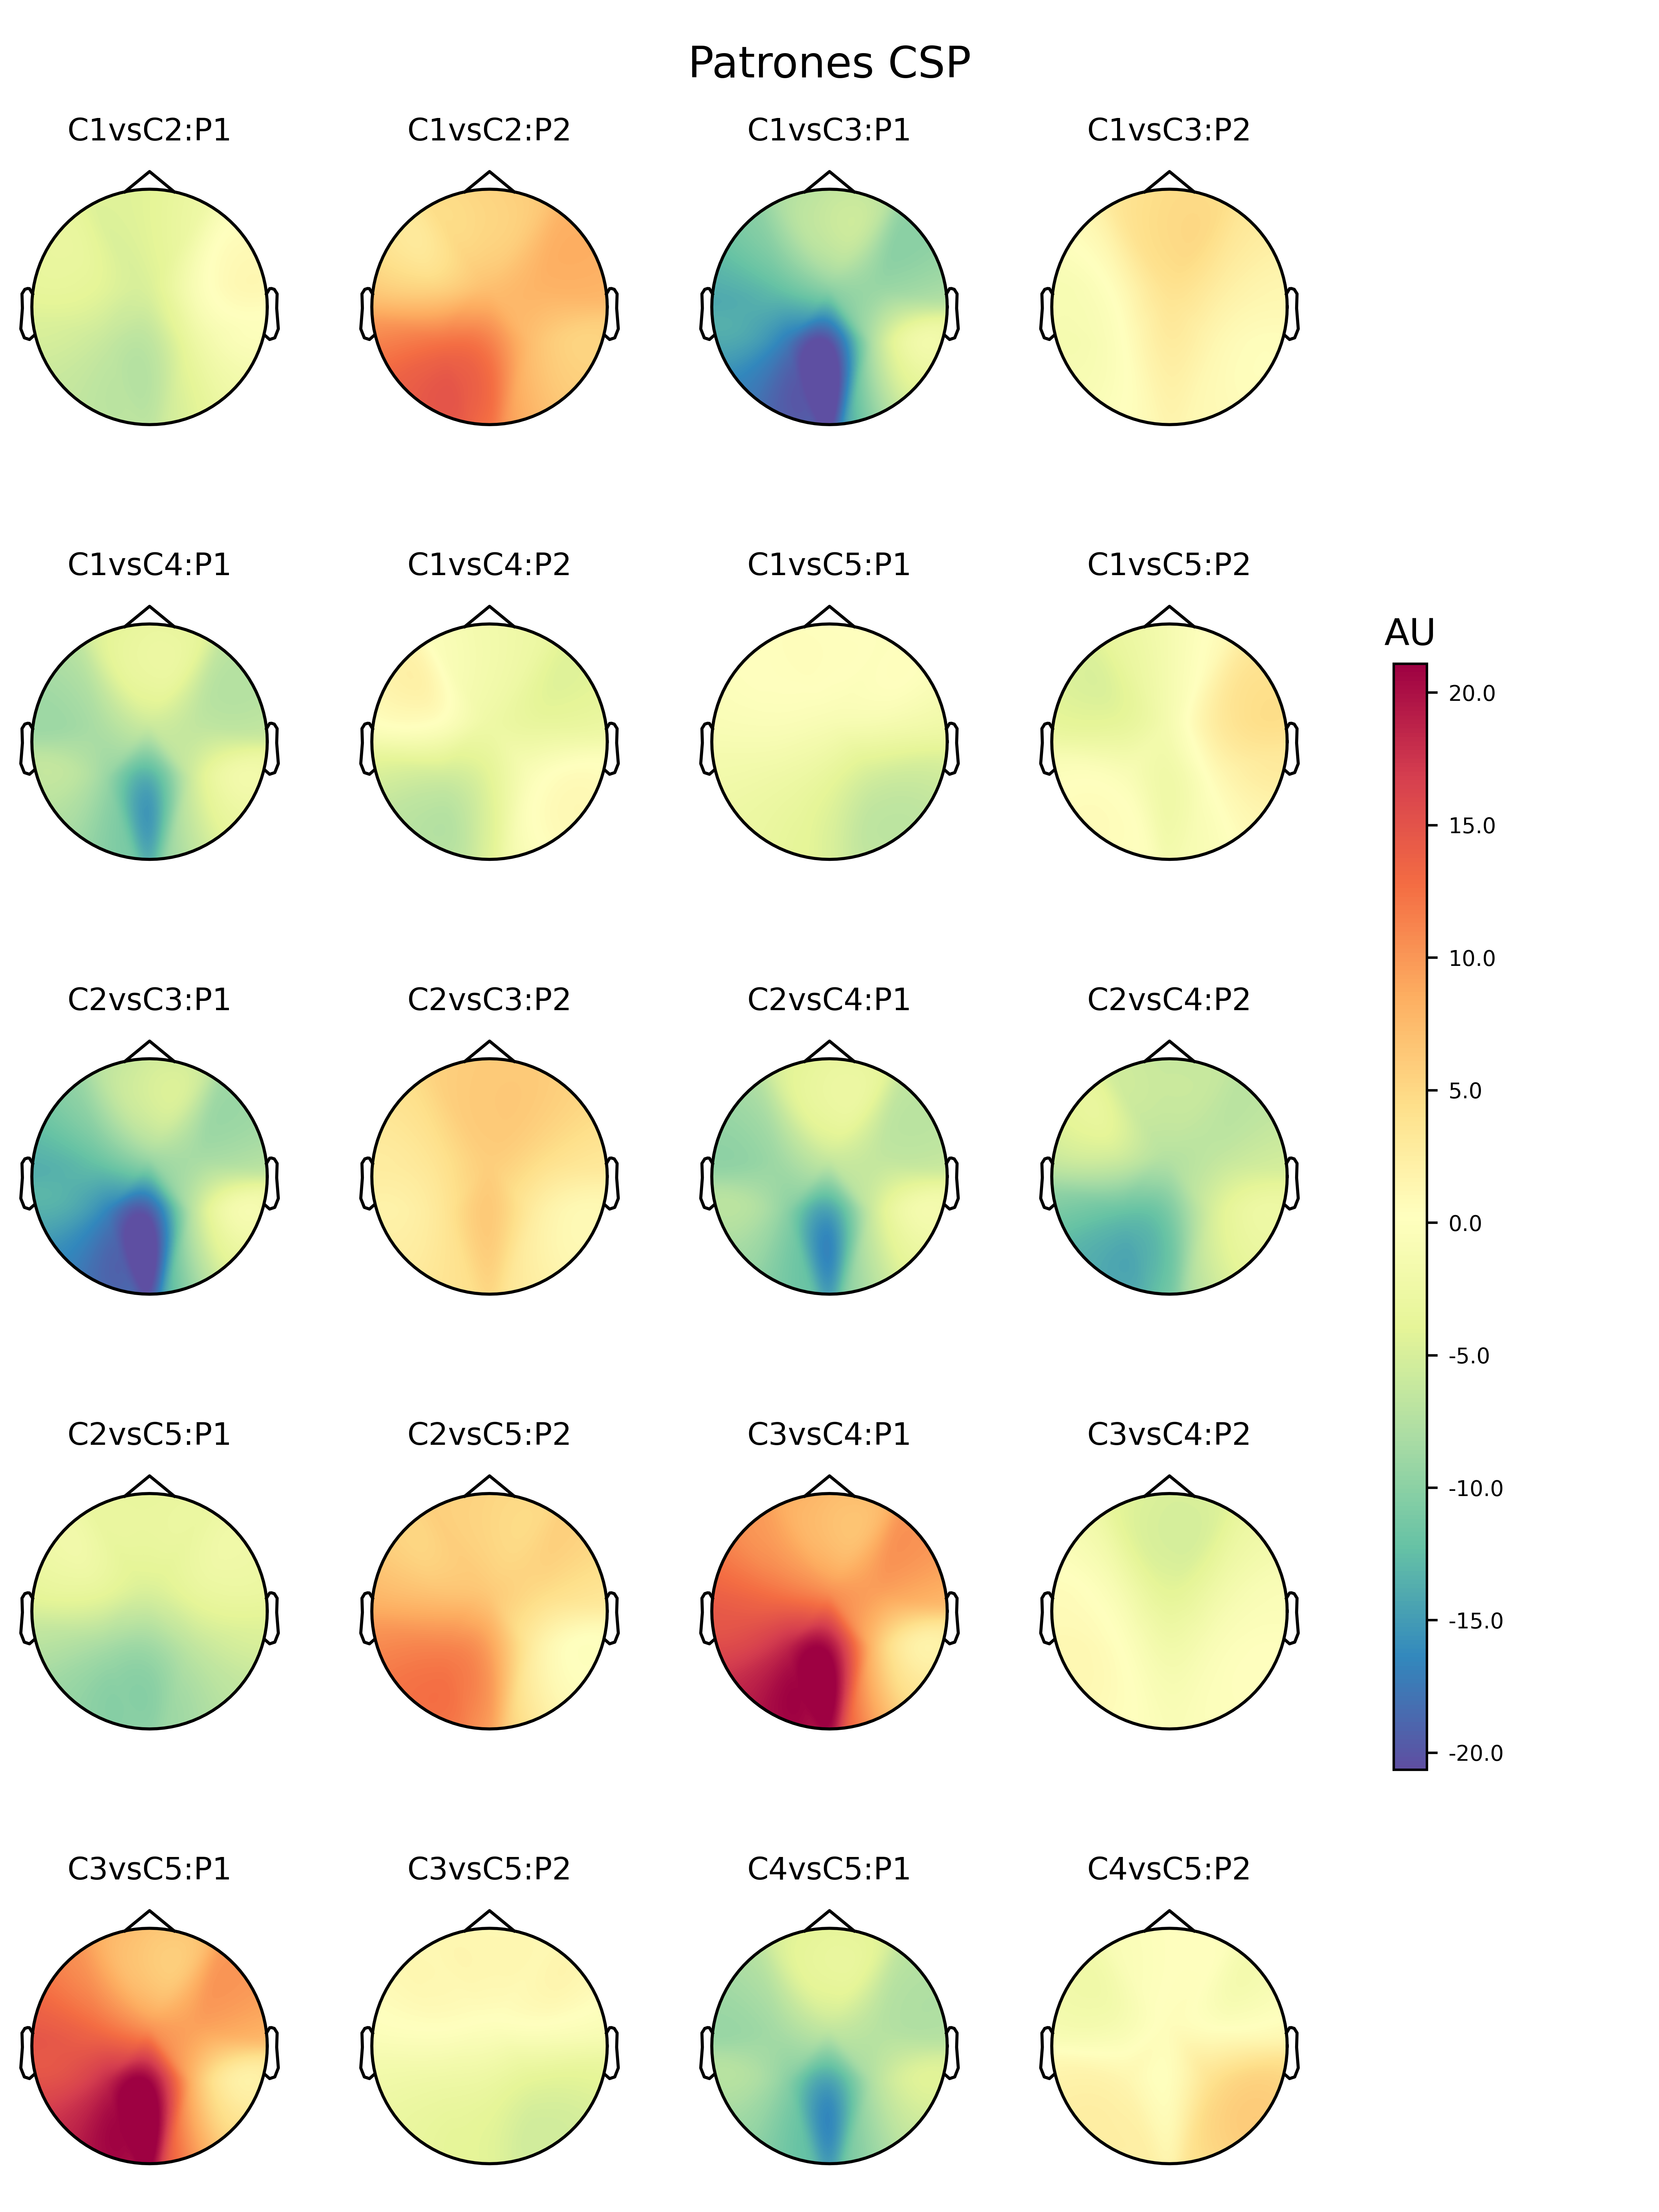 Patrones CSP
C1vsC2:P1 C1vsC2:P2 C1vsC3:P1 C1vsC3:P2
C1vsC4:P1 C1vsC4:P2 C1vsC5:P1 C1vsC5:P2
AU
20.0
15.0
10.0
5.0
0.0
-5.0
-10.0
-15.0
-20.0
C2vsC3:P1 C2vsC3:P2 C2vsC4:P1 C2vsC4:P2
C2vsC5:P1 C2vsC5:P2 C3vsC4:P1 C3vsC4:P2
C3vsC5:P1 C3vsC5:P2 C4vsC5:P1 C4vsC5:P2